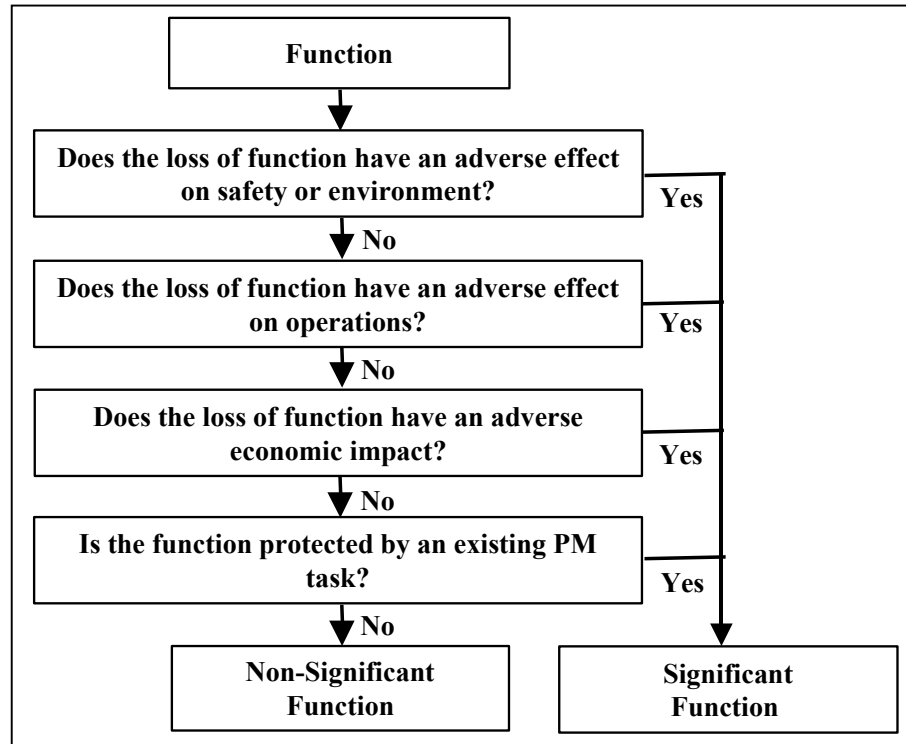 Function
Does the loss of function have an adverse effect
on safety or environment?
Yes
No
Does the loss of function have an adverse effect
on operations?
Yes
No
Does the loss of function have an adverse
economic impact?
Yes
No
Is the function protected by an existing PM
task?
Yes
No
Non-Significant
Function
Significant
Function